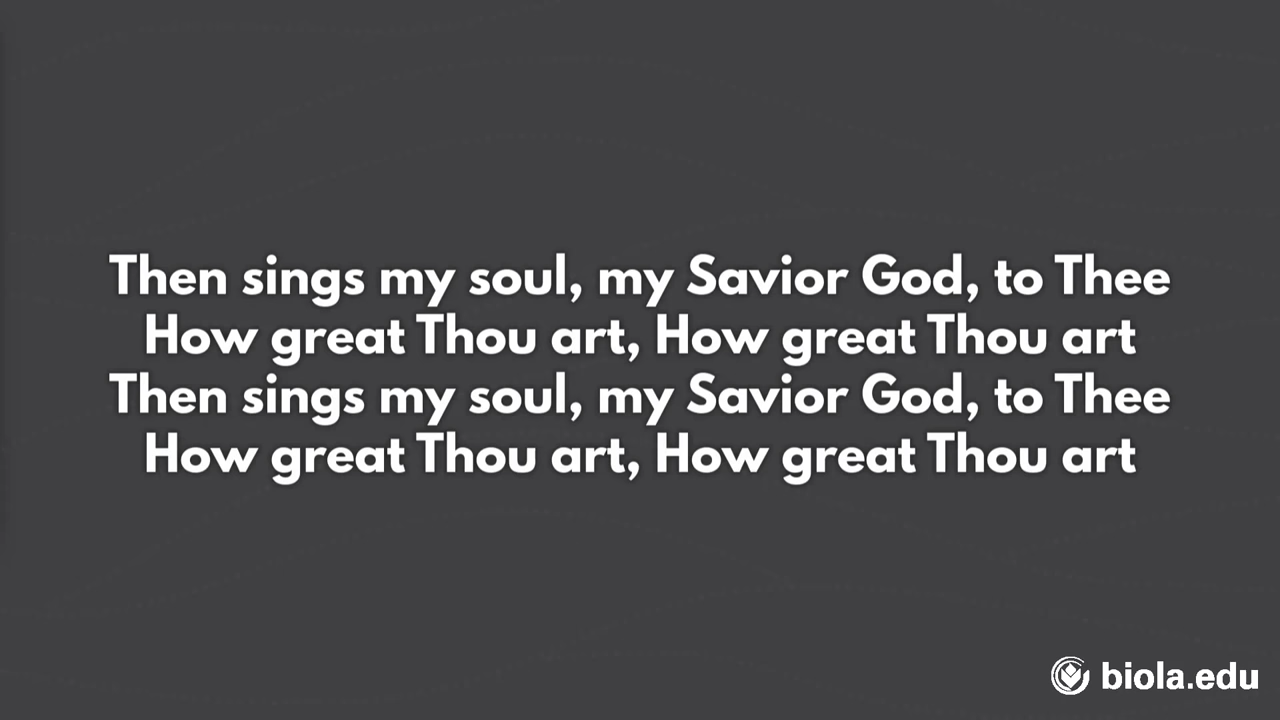 Then sings my soul, my Savior God, to Thee
How great Thou art, How great Thou art
Then sings my soul, my Savior God, to Thee
How great Thou art, How great Thou art
biola.edu